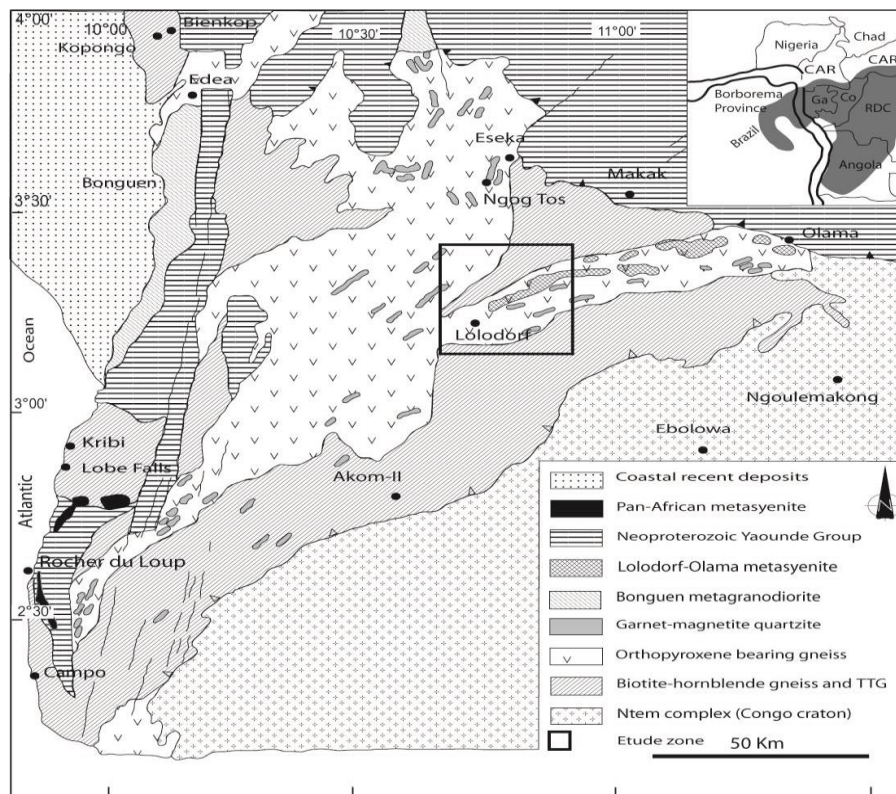 4°00'
10°00'
Bienkop
Kopongo
10°30'
11°00'
Edea
Eseka
Bonguen
Ngog Tos
Makak
3°30'
Olama
Lolodorf
Ocean
Ngoulemakong
3°00'
Ebolowa
Kribi
Lobe Falls
Akom-II
Atlantic
Rocher du Loup
2°30'
Campo
Nigeria
Chad
CAR
CAR
Borborema
Province
Ga
Co
RDC
Brazil
Angola
Coastal recent deposits
Pan-African metasyenite
Neoproterozoic Yaounde Group
Lolodorf-Olama metasyenite
Bonguen metagranodiorite
Garnet-magnetite quartzite
Orthopyroxene bearing gneiss
Biotite-hornblende gneiss and TTG
Ntem complex (Congo craton)
Etude zone
50 Km